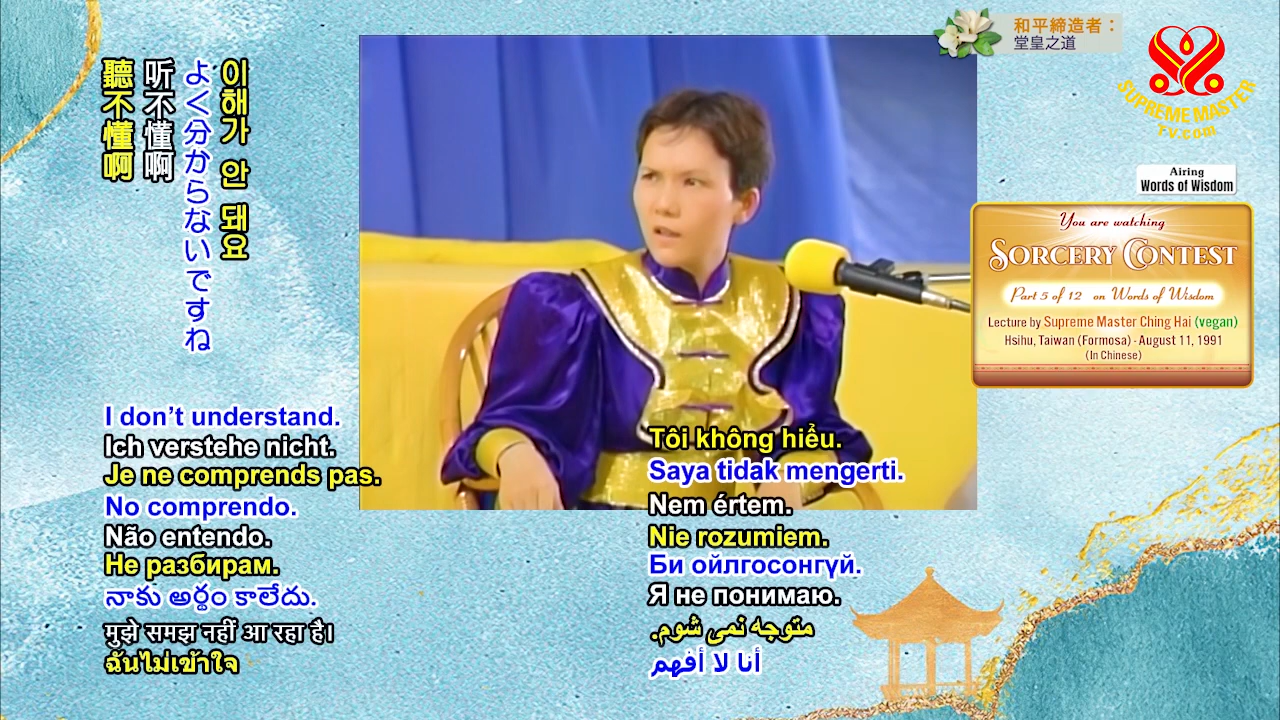 和平締造者：
堂皇之道
SUPREME MASTER
TV.com
Airing
Words of Wisdom
You are watching
SORCERY CONTEST
Part 5 of 12 on Words of Wisdom
Lecture by Supreme Master Ching Hai (vegan)
Hsihu, Taiwan (Formosa) - August 11, 1991
(In Chinese)
이해가 안 돼요
よく分からないですね
听不懂啊
聽不懂啊
I don't understand.
Ich verstehe nicht.
Je ne comprends pas.
No comprendo.
Não entendo.
Не разбирам.
నాకు అర్థం కాలేదు.
मुझे समझ नहीं आ रहा है।
ฉันไม่เข้าใจ
Tôi không hiểu.
Saya tidak mengerti.
Nem értem.
Nie rozumiem.
Би ойлгосонгүй.
Я не понимаю.
متوجه نمی شوم.
أنا لا أفهم